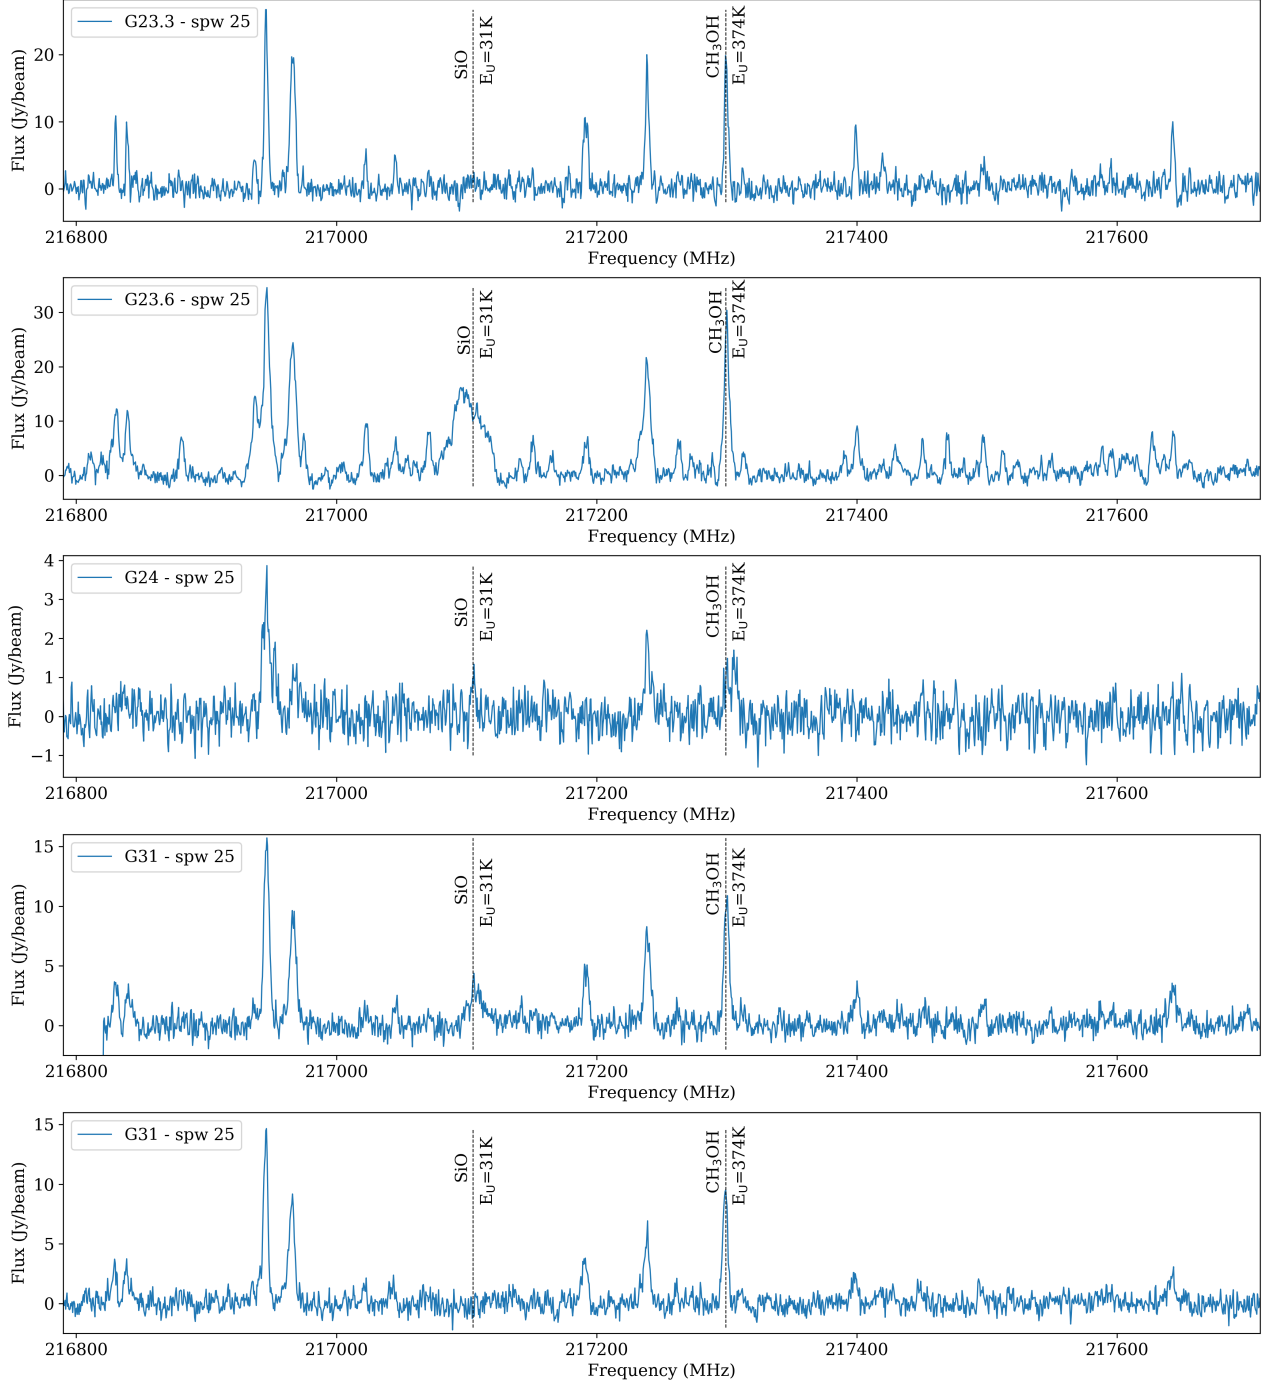 G23.3 - spw 25
SiO
E_U=31K
CH₃OH
E_U=374K
20
10
0
Flux (Jy/beam)
216800 217000 217200 217400 217600
Frequency (MHz)
G23.6 - spw 25
SiO
E_U=31K
CH₃OH
E_U=374K
30
20
10
0
Flux (Jy/beam)
216800 217000 217200 217400 217600
Frequency (MHz)
G24 - spw 25
SiO
E_U=31K
CH₃OH
E_U=374K
4
3
2
1
0
−1
Flux (Jy/beam)
216800 217000 217200 217400 217600
Frequency (MHz)
G31 - spw 25
SiO
E_U=31K
CH₃OH
E_U=374K
15
10
5
0
Flux (Jy/beam)
216800 217000 217200 217400 217600
Frequency (MHz)
G31 - spw 25
SiO
E_U=31K
CH₃OH
E_U=374K
15
10
5
0
Flux (Jy/beam)
216800 217000 217200 217400 217600
Frequency (MHz)